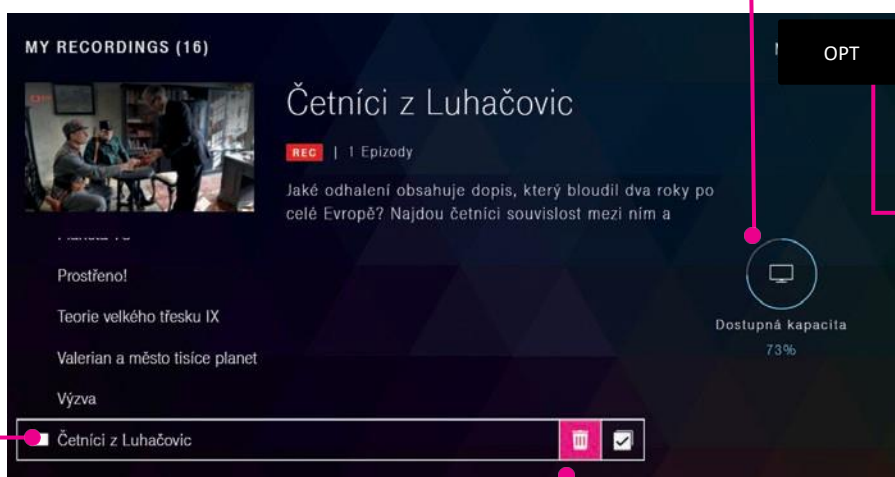 MY RECORDINGS (16)
OPT
Četníci z Luhačovic
REC | 1 Epizody
Jaké odhalení obsahuje dopis, který bloudil dva roky po
celé Evropě? Najdou četníci souvislost mezi ním a
Prostřeno!
Teorie velkého třesku IX
Valerian a město tisíce planet
Výzva
Četníci z Luhačovic
Dostupná kapacita
73%